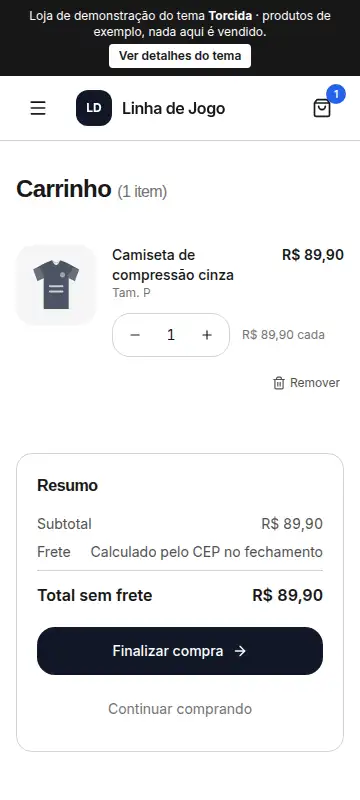 Loja de demonstração do tema Torcida · produtos de
exemplo, nada aqui é vendido.
Ver detalhes do tema
LD
Linha de Jogo
1
Carrinho (1 item)
Camiseta de
compressão cinza
R$ 89,90
Tam. P
− 1 +
R$ 89,90 cada
Remover
Resumo
Subtotal R$ 89,90
Frete Calculado pelo CEP no fechamento
Total sem frete R$ 89,90
Finalizar compra →
Continuar comprando